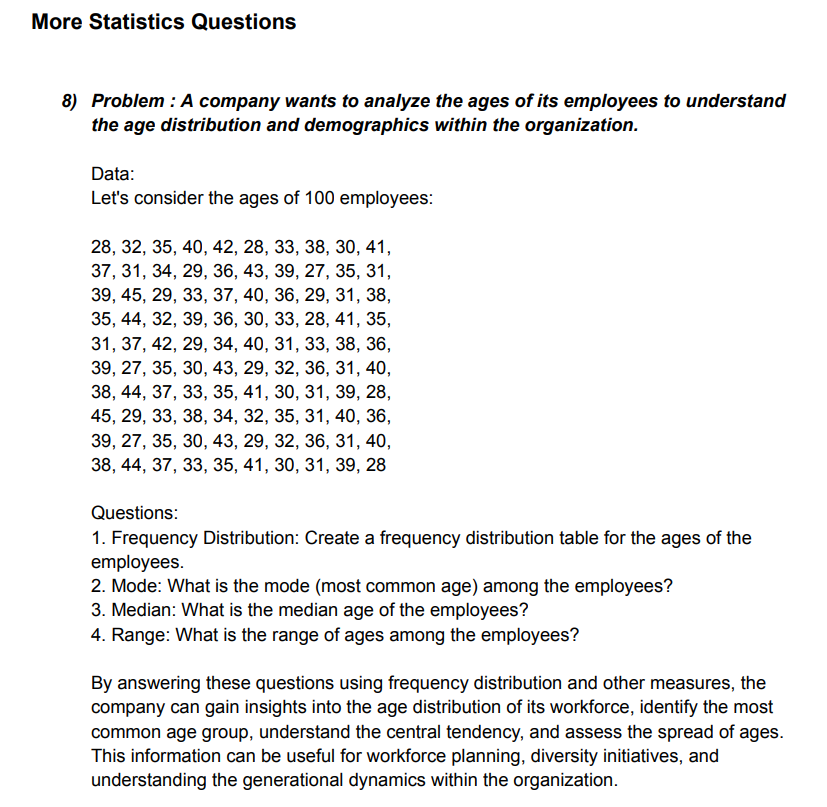 More Statistics Questions
8) Problem : A company wants to analyze the ages of its employees to understand
the age distribution and demographics within the organization.
Data:
Let's consider the ages of 100 employees:
28, 32, 35, 40, 42, 28, 33, 38, 30, 41,
37, 31, 34, 29, 36, 43, 39, 27, 35, 31,
39, 45, 29, 33, 37, 40, 36, 29, 31, 38,
35, 44, 32, 39, 36, 30, 33, 28, 41, 35,
31, 37, 42, 29, 34, 40, 31, 33, 38, 36,
39, 27, 35, 30, 43, 29, 32, 36, 31, 40,
38, 44, 37, 33, 35, 41, 30, 31, 39, 28,
45, 29, 33, 38, 34, 32, 35, 31, 40, 36,
39, 27, 35, 30, 43, 29, 32, 36, 31, 40,
38, 44, 37, 33, 35, 41, 30, 31, 39, 28
Questions:
1. Frequency Distribution: Create a frequency distribution table for the ages of the
employees.
2. Mode: What is the mode (most common age) among the employees?
3. Median: What is the median age of the employees?
4. Range: What is the range of ages among the employees?
By answering these questions using frequency distribution and other measures, the
company can gain insights into the age distribution of its workforce, identify the most
common age group, understand the central tendency, and assess the spread of ages.
This information can be useful for workforce planning, diversity initiatives, and
understanding the generational dynamics within the organization.